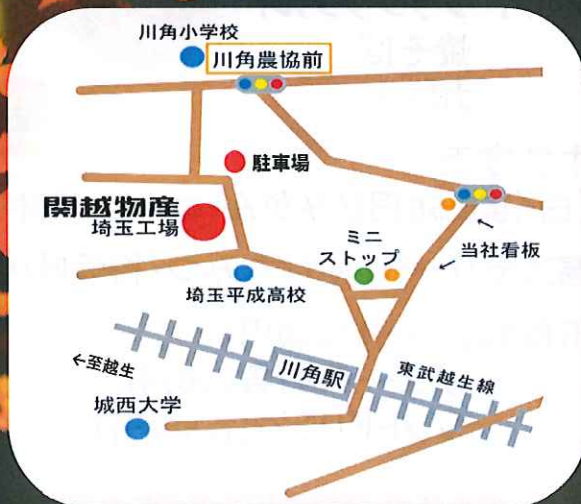 川角小学校
川角農協前
駐車場
関越物産
埼玉工場
当社看板
ミニ
ストップ
埼玉平成高校
川角駅
東武越生線
←至越生
城西大学